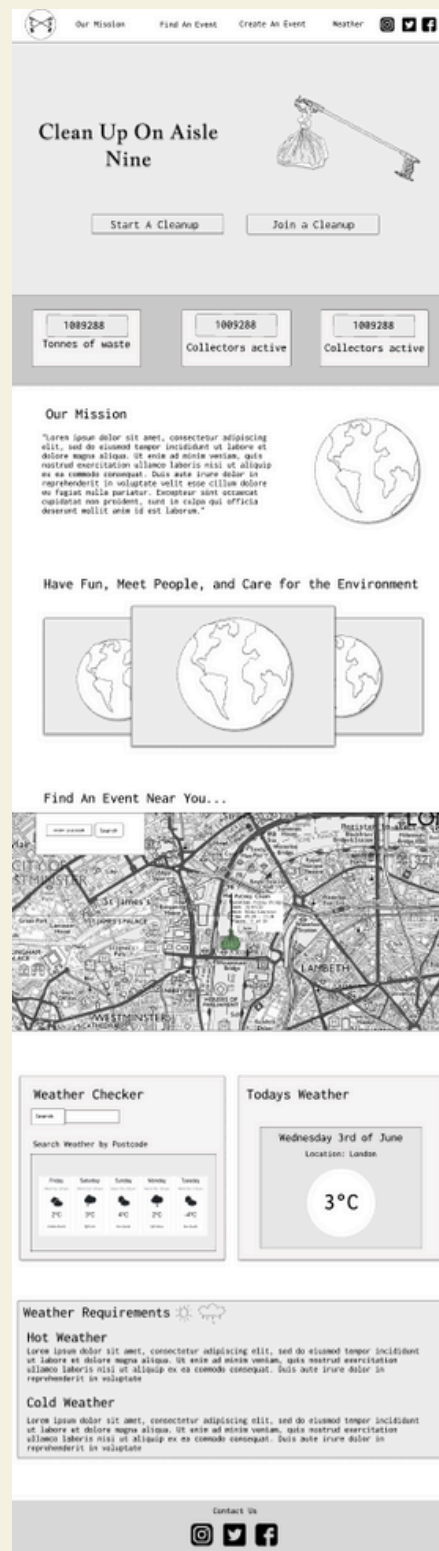 Our Mission
Find An Event
Create An Event
Weather
Clean Up On Aisle
Nine
Start A Cleanup
Join a Cleanup
1009288
Tonnes of waste
1009288
Collectors active
1009288
Collectors active
Our Mission
"Lorem ipsum dolor sit amet, consectetur adipiscing
elit, sed do eiusmod tempor incididunt ut labore et
dolore magna aliqua. Ut enim ad minim veniam, quis
nostrud exercitation ullamco laboris nisi ut aliquip
ex ea commodo consequat. Duis aute irure dolor in
reprehenderit in voluptate velit esse cillum dolore
eu fugiat nulla pariatur. Excepteur sint occaecat
cupidatat non proident, sunt in culpa qui officia
deserunt mollit anim id est laborum."
Have Fun, Meet People, and Care for the Environment
Find An Event Near You...
Search
St James's
LAMBETH
WESTMINSTER
Bridge
Weather Checker
Search
Search Weather by Postcode
Friday
Saturday
Sunday
Monday
Tuesday
2°C
3°C
4°C
2°C
-4°C
Todays Weather
Wednesday 3rd of June
Location: London
3°C
Weather Requirements
Hot Weather
Lorem ipsum dolor sit amet, consectetur adipiscing elit, sed do eiusmod tempor incididunt
ut labore et dolore magna aliqua. Ut enim ad minim veniam, quis nostrud exercitation
ullamco laboris nisi ut aliquip ex ea commodo consequat. Duis aute irure dolor in
reprehenderit in voluptate
Cold Weather
Lorem ipsum dolor sit amet, consectetur adipiscing elit, sed do eiusmod tempor incididunt
ut labore et dolore magna aliqua. Ut enim ad minim veniam, quis nostrud exercitation
ullamco laboris nisi ut aliquip ex ea commodo consequat. Duis aute irure dolor in
reprehenderit in voluptate
Contact Us